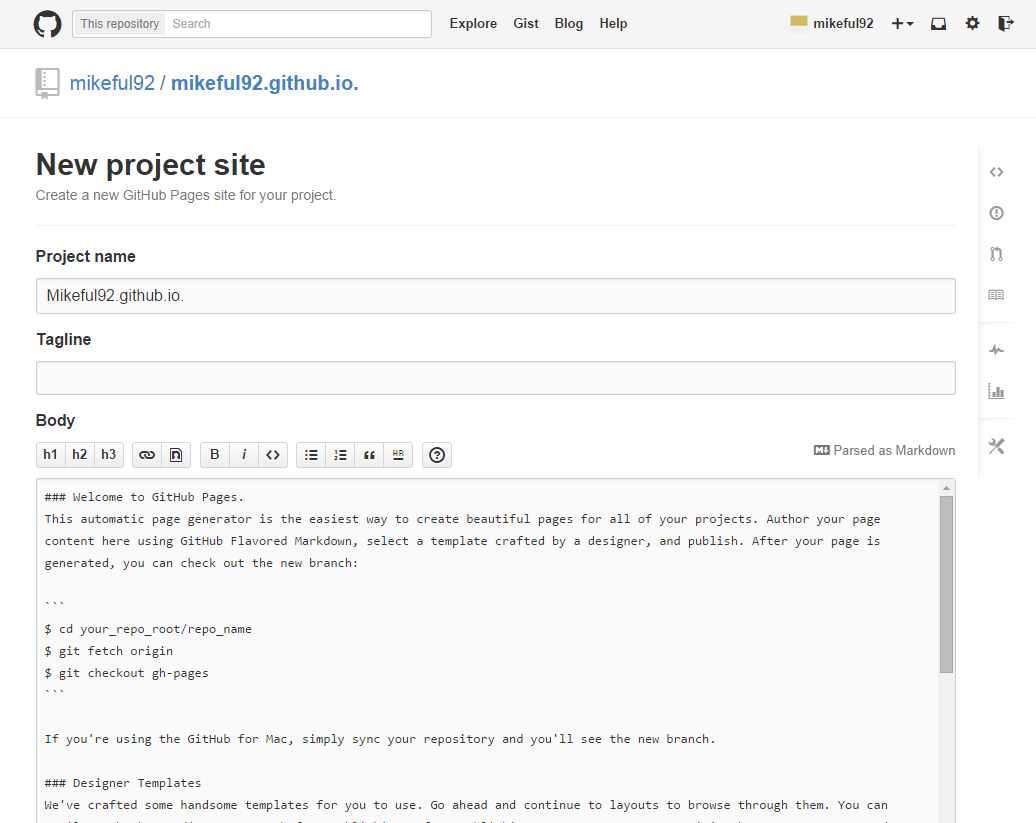 This repository Search Explore Gist Blog Help mikeful92
mikeful92 / mikeful92.github.io.
New project site
Create a new GitHub Pages site for your project.
Project name
Mikeful92.github.io.
Tagline
Body
h1 h2 h3 B i <> HR ?
Parsed as Markdown
### Welcome to GitHub Pages.
This automatic page generator is the easiest way to create beautiful pages for all of your projects. Author your page
content here using GitHub Flavored Markdown, select a template crafted by a designer, and publish. After your page is
generated, you can check out the new branch:
```
$ cd your_repo_root/repo_name
$ git fetch origin
$ git checkout gh-pages
```
If you're using the GitHub for Mac, simply sync your repository and you'll see the new branch.
### Designer Templates
We've crafted some handsome templates for you to use. Go ahead and continue to layouts to browse through them. You can